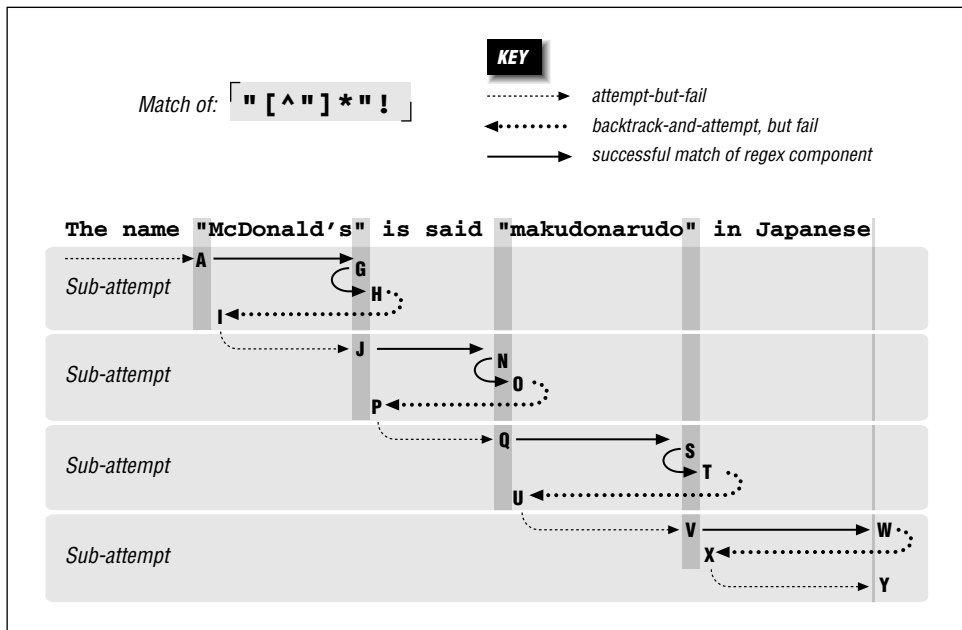 KEY
Match of: "[^"]*"!
attempt-but-fail
backtrack-and-attempt, but fail
successful match of regex component
The name "McDonald’s" is said "makudonarudo" in Japanese
A
G
Sub-attempt
H
I
J
N
Sub-attempt
O
P
Q
S
Sub-attempt
T
U
V
W
Sub-attempt
X
Y